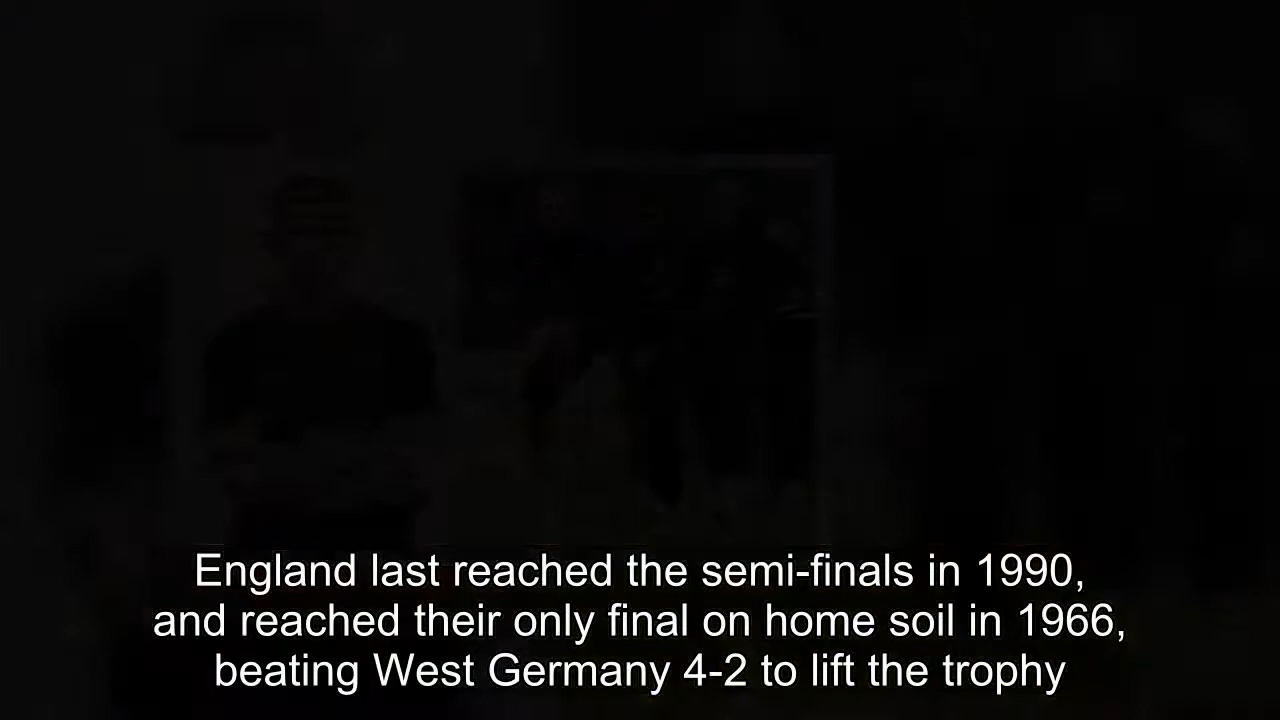 England last reached the semi-finals in 1990,
and reached their only final on home soil in 1966,
beating West Germany 4-2 to lift the trophy